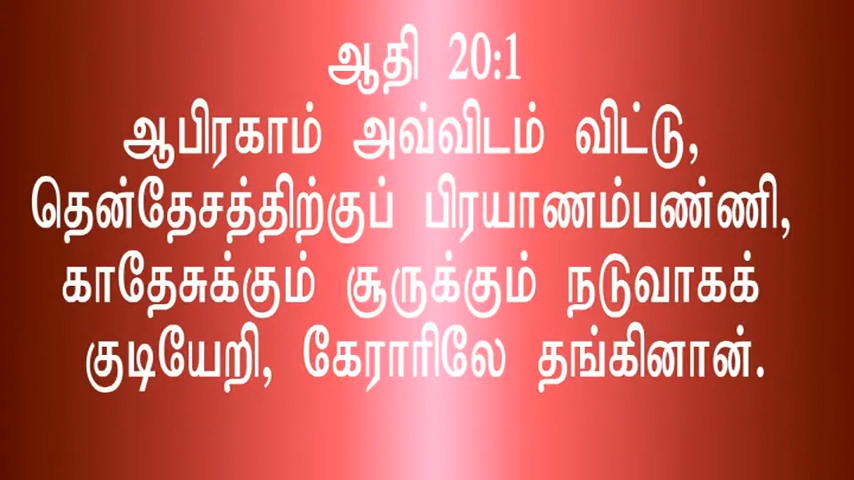 ஆதி 20:1
ஆபிரகாம் அவ்விடம் விட்டு,
தென்தேசத்திற்குப் பிரயாணம்பண்ணி,
காதேசுக்கும் சூருக்கும் நடுவாகக்
குடியேறி, கேராரிலே தங்கினான்.